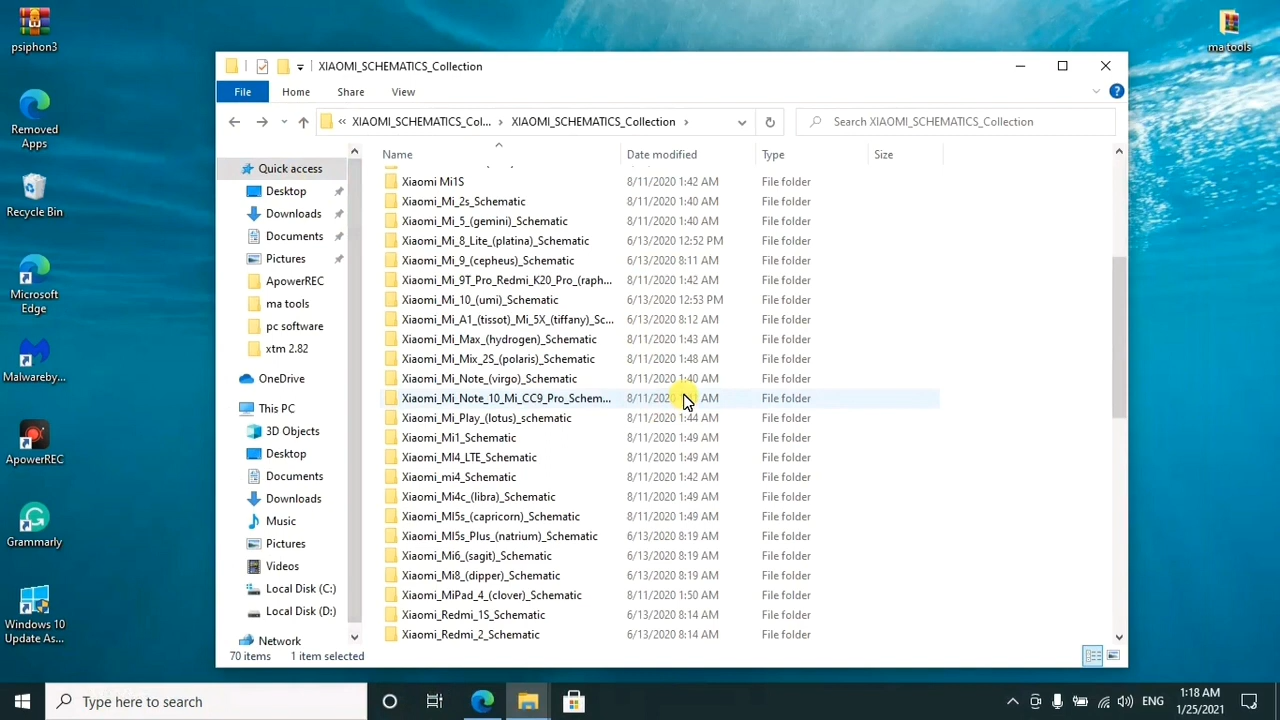 psiphon3
Removed
Apps
Recycle Bin
Microsoft
Edge
Malwareby...
ApowerREC
Grammarly
Windows 10
Update As...
ma tools
XIAOMI_SCHEMATICS_Collection
File Home Share View
« XIAOMI_SCHEMATICS_Col... › XIAOMI_SCHEMATICS_Collection ›
Search XIAOMI_SCHEMATICS_Collection
Quick access
Desktop
Downloads
Documents
Pictures
ApowerREC
ma tools
pc software
xtm 2.82
OneDrive
This PC
3D Objects
Desktop
Documents
Downloads
Music
Pictures
Videos
Local Disk (C:)
Local Disk (D:)
Network
Name Date modified Type Size
Xiaomi Mi1S 8/11/2020 1:42 AM File folder
Xiaomi_Mi_2s_Schematic 8/11/2020 1:40 AM File folder
Xiaomi_Mi_5_(gemini)_Schematic 8/11/2020 1:40 AM File folder
Xiaomi_Mi_8_Lite_(platina)_Schematic 6/13/2020 12:52 PM File folder
Xiaomi_Mi_9_(cepheus)_Schematic 6/13/2020 8:11 AM File folder
Xiaomi_Mi_9T_Pro_Redmi_K20_Pro_(raph... 8/11/2020 1:42 AM File folder
Xiaomi_Mi_10_(umi)_Schematic 6/13/2020 12:53 PM File folder
Xiaomi_Mi_A1_(tissot)_Mi_5X_(tiffany)_Sc... 6/13/2020 8:12 AM File folder
Xiaomi_Mi_Max_(hydrogen)_Schematic 8/11/2020 1:43 AM File folder
Xiaomi_Mi_Mix_2S_(polaris)_Schematic 8/11/2020 1:48 AM File folder
Xiaomi_Mi_Note_(virgo)_Schematic 8/11/2020 1:40 AM File folder
Xiaomi_Mi_Note_10_Mi_CC9_Pro_Schem... 8/11/2020 AM File folder
Xiaomi_Mi_Play_(lotus)_schematic 8/11/2020 1:44 AM File folder
Xiaomi_Mi1_Schematic 8/11/2020 1:49 AM File folder
Xiaomi_MI4_LTE_Schematic 8/11/2020 1:49 AM File folder
Xiaomi_mi4_Schematic 8/11/2020 1:42 AM File folder
Xiaomi_Mi4c_(libra)_Schematic 8/11/2020 1:49 AM File folder
Xiaomi_MI5s_(capricorn)_Schematic 8/11/2020 1:49 AM File folder
Xiaomi_MI5s_Plus_(natrium)_Schematic 6/13/2020 8:19 AM File folder
Xiaomi_Mi6_(sagit)_Schematic 6/13/2020 8:19 AM File folder
Xiaomi_Mi8_(dipper)_Schematic 6/13/2020 8:19 AM File folder
Xiaomi_MiPad_4_(clover)_Schematic 8/11/2020 1:50 AM File folder
Xiaomi_Redmi_1S_Schematic 6/13/2020 8:14 AM File folder
Xiaomi_Redmi_2_Schematic 6/13/2020 8:14 AM File folder
70 items 1 item selected
Type here to search
ENG
1:18 AM
1/25/2021